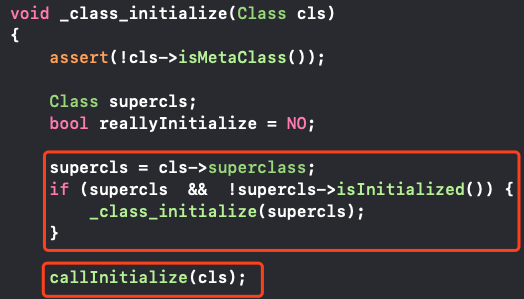 void _class_initialize(Class cls)
{
    assert(!cls->isMetaClass());
    Class supercls;
    bool reallyInitialize = NO;
    supercls = cls->superclass;
    if (supercls  &&  !supercls->isInitialized()) {
        _class_initialize(supercls);
    }
    callInitialize(cls);